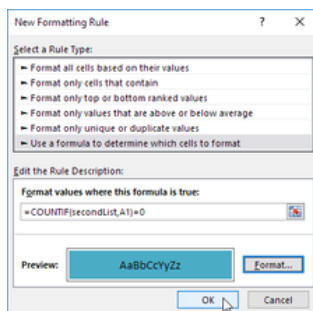 New Formatting Rule ? ×
Select a Rule Type:
► Format all cells based on their values
► Format only cells that contain
► Format only top or bottom ranked values
► Format only values that are above or below average
► Format only unique or duplicate values
► Use a formula to determine which cells to format
Edit the Rule Description:
Format values where this formula is true:
=COUNTIF(secondList,A1)=0
Preview: AaBbCcYyZz Format...
OK Cancel